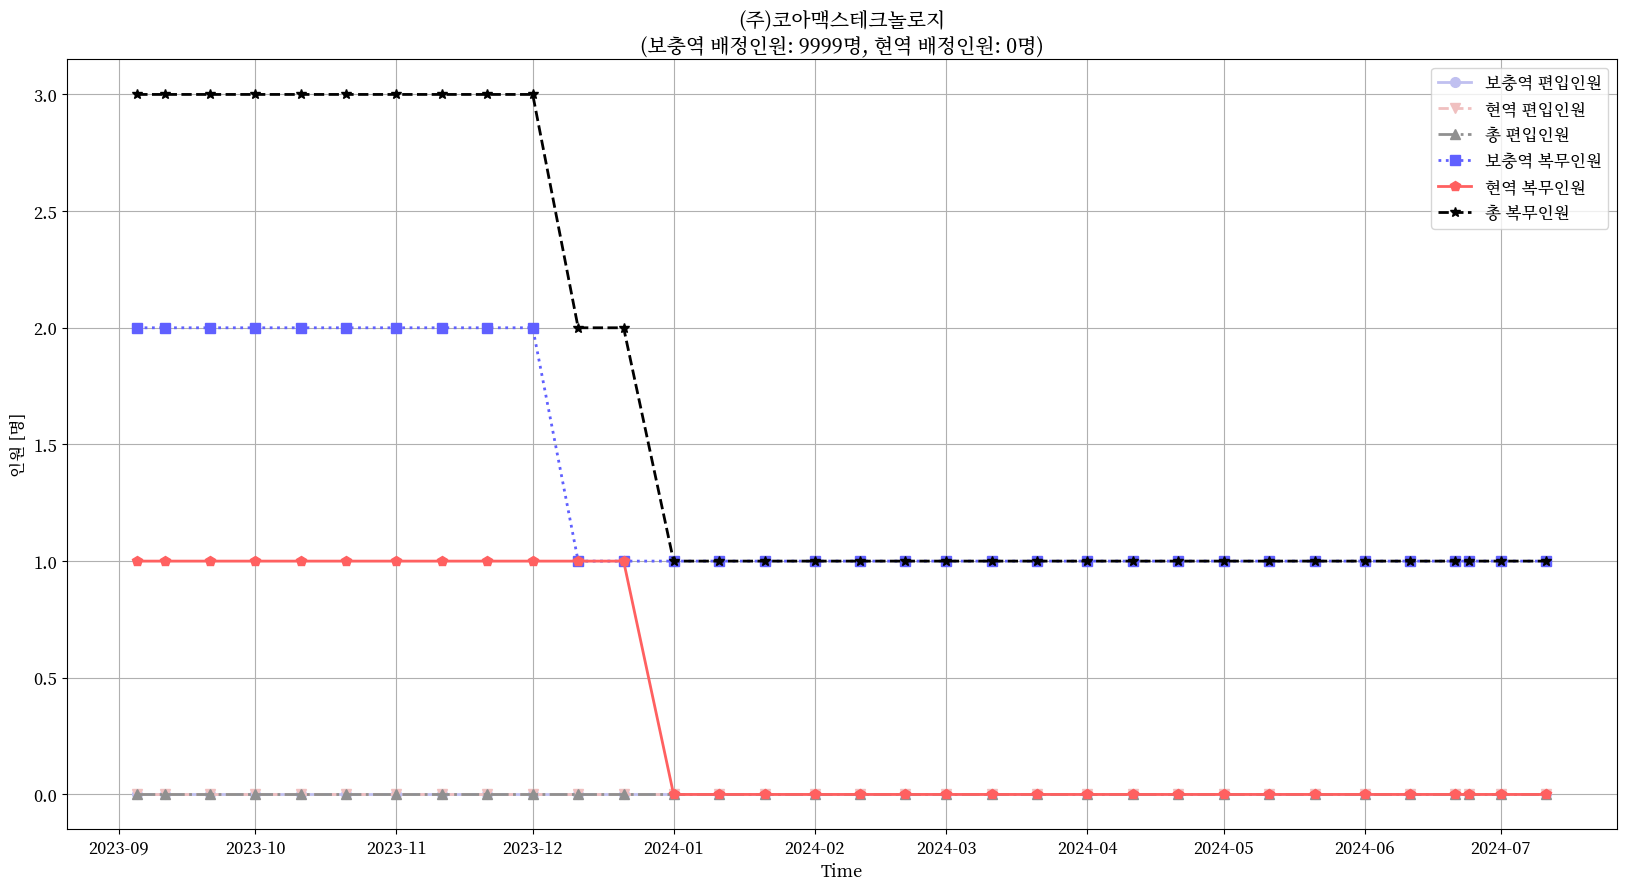 (주)코아맥스테크놀로지
(보충역 배정인원: 9999명, 현역 배정인원: 0명)
보충역 편입인원
현역 편입인원
총 편입인원
보충역 복무인원
현역 복무인원
총 복무인원
인원 [명]
3.0
2.5
2.0
1.5
1.0
0.5
0.0
2023-09 2023-10 2023-11 2023-12 2024-01 2024-02 2024-03 2024-04 2024-05 2024-06 2024-07
Time